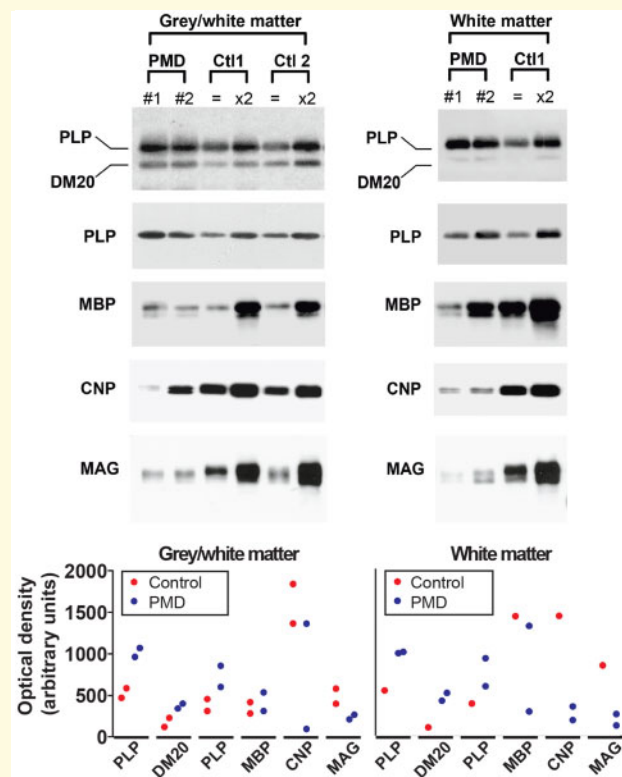 Grey/white matter
White matter
PMD Ctl1 Ctl 2
PMD Ctl1
#1 #2 = x2 = x2
#1 #2 = x2
PLP
DM20
PLP
DM20
PLP
PLP
MBP
MBP
CNP
CNP
MAG
MAG
Grey/white matter
White matter
Optical density
(arbitrary units)
2000
1500
1000
500
0
Control
PMD
Control
PMD
PLP DM20 PLP MBP CNP MAG
PLP DM20 PLP MBP CNP MAG